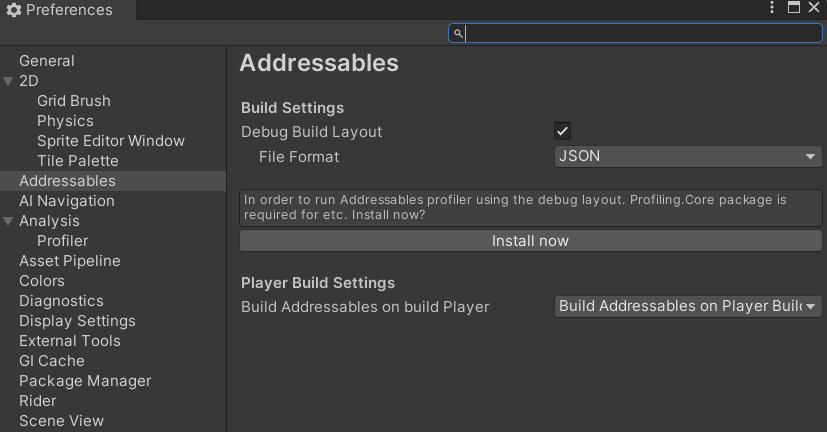 Preferences
General
2D
Grid Brush
Physics
Sprite Editor Window
Tile Palette
Addressables
AI Navigation
Analysis
Profiler
Asset Pipeline
Colors
Diagnostics
Display Settings
External Tools
GI Cache
Package Manager
Rider
Scene View
Addressables
Build Settings
Debug Build Layout
File Format JSON
In order to run Addressables profiler using the debug layout. Profiling.Core package is
required for etc. Install now?
Install now
Player Build Settings
Build Addressables on build Player Build Addressables on Player Buil